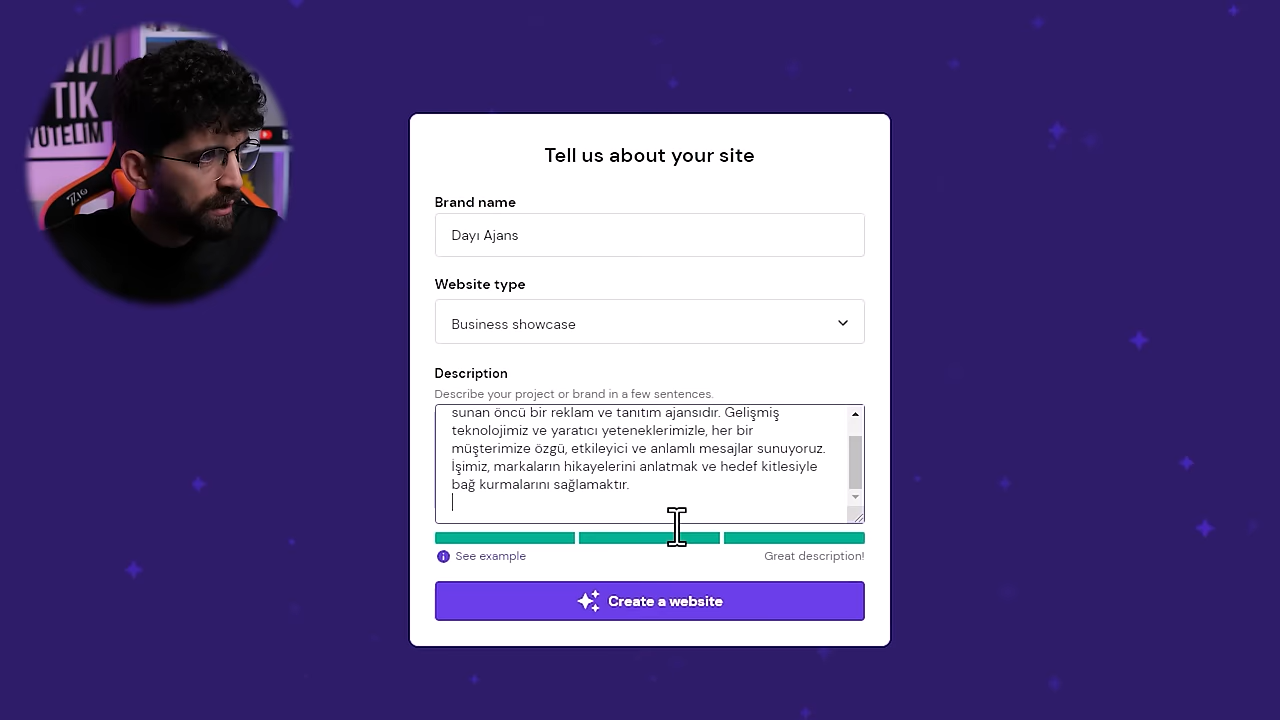 TIK
YUTELIM
Tell us about your site
Brand name
Dayı Ajans
Website type
Business showcase
Description
Describe your project or brand in a few sentences.
sunan öncü bir reklam ve tanıtım ajansıdır. Gelişmiş
teknolojimiz ve yaratıcı yeteneklerimizle, her bir
müşterimize özgü, etkileyici ve anlamlı mesajlar sunuyoruz.
İşimiz, markaların hikayelerini anlatmak ve hedef kitlesiyle
bağ kurmalarını sağlamaktır.
See example
Great description!
Create a website